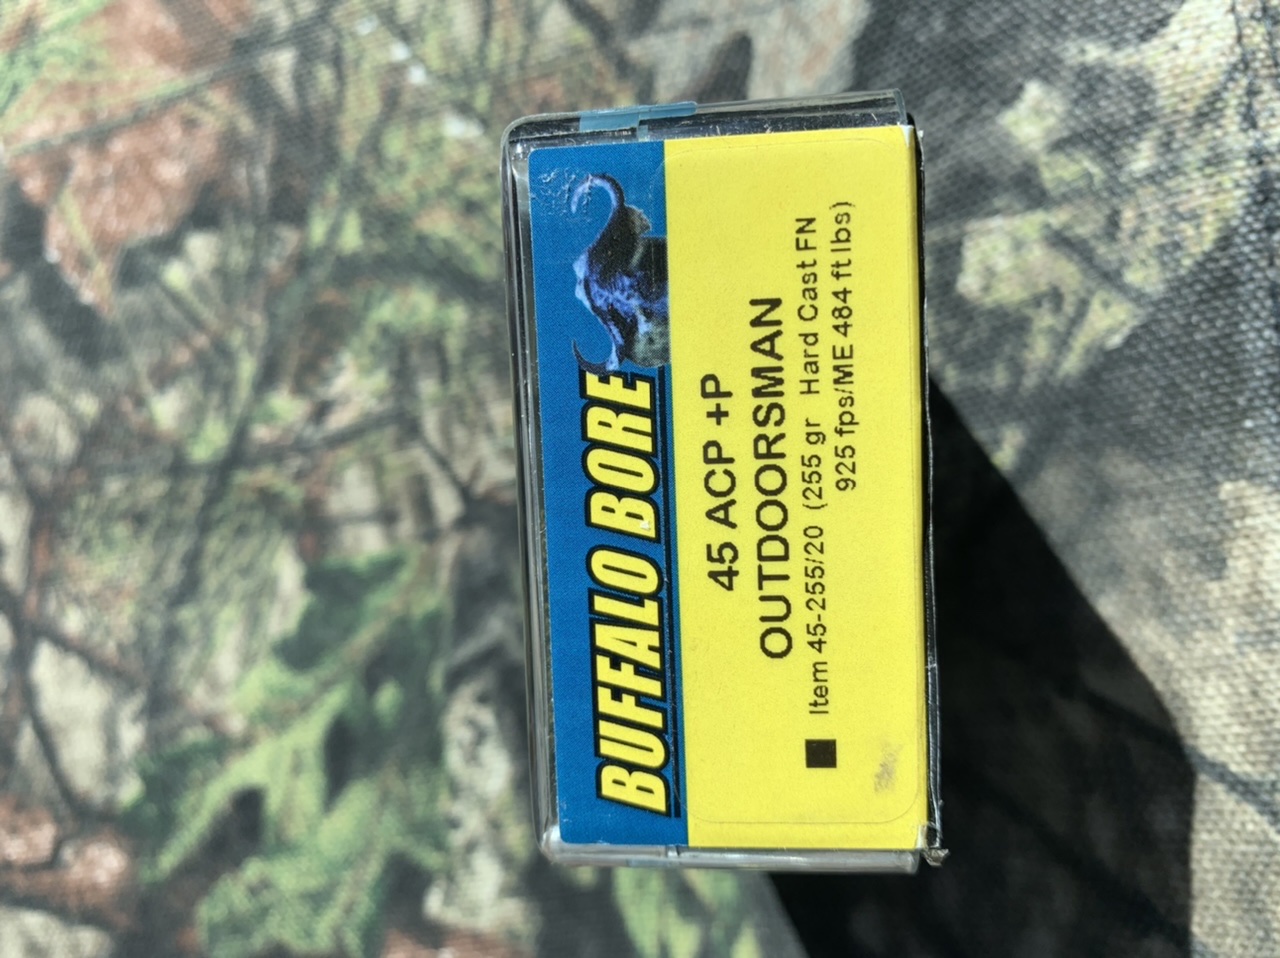 BUFFALO BORE
45 ACP +P
OUTDOORSMAN
Item 45-255/20 (255 gr Hard Cast FN
925 fps/ME 484 ft lbs)